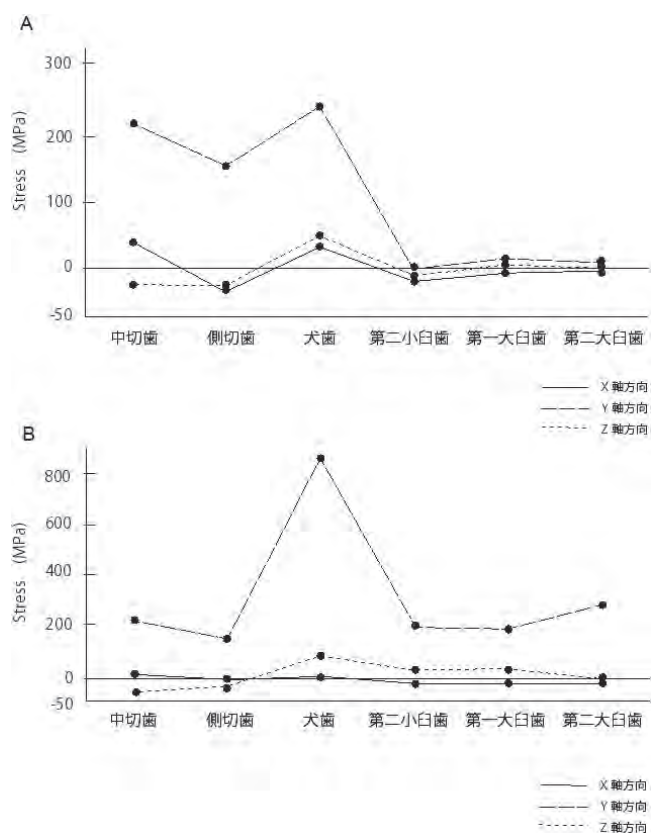 A
300
200
100
0
-50
Stress (MPa)
中切歯 側切歯 犬歯 第二小臼歯 第一大臼歯 第二大臼歯
X 軸方向
Y 軸方向
Z 軸方向
B
800
600
400
200
0
-50
Stress (MPa)
中切歯 側切歯 犬歯 第二小臼歯 第一大臼歯 第二大臼歯
X 軸方向
Y 軸方向
Z 軸方向